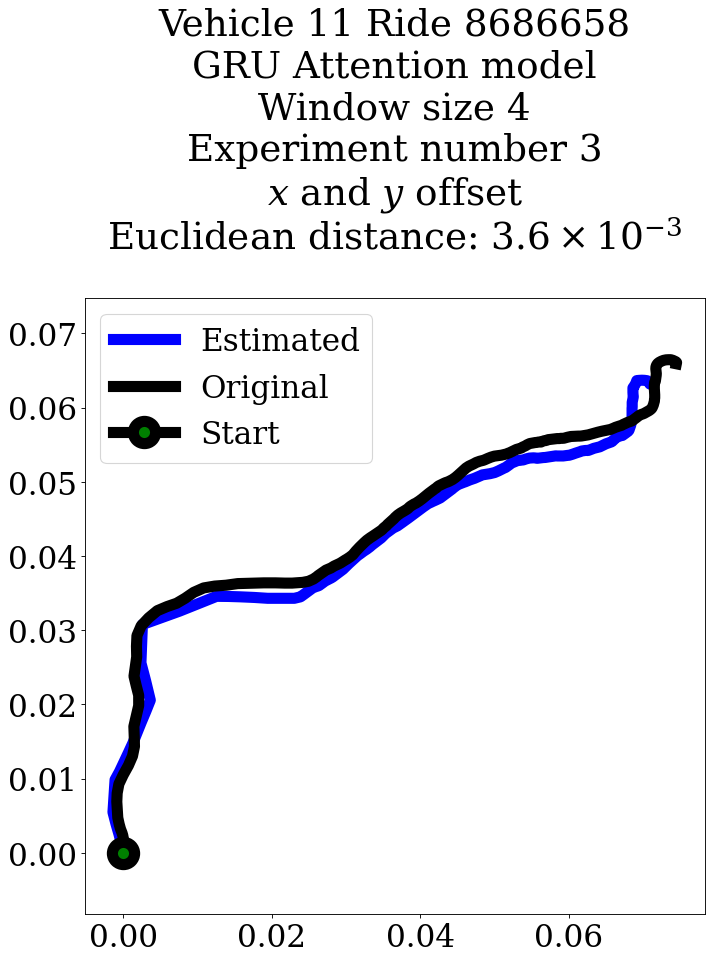 Vehicle 11 Ride 8686658
GRU Attention model
Window size 4
Experiment number 3
x and y offset
Euclidean distance: 3.6 × 10⁻³
Estimated
Original
Start
0.07
0.06
0.05
0.04
0.03
0.02
0.01
0.00
0.00 0.02 0.04 0.06